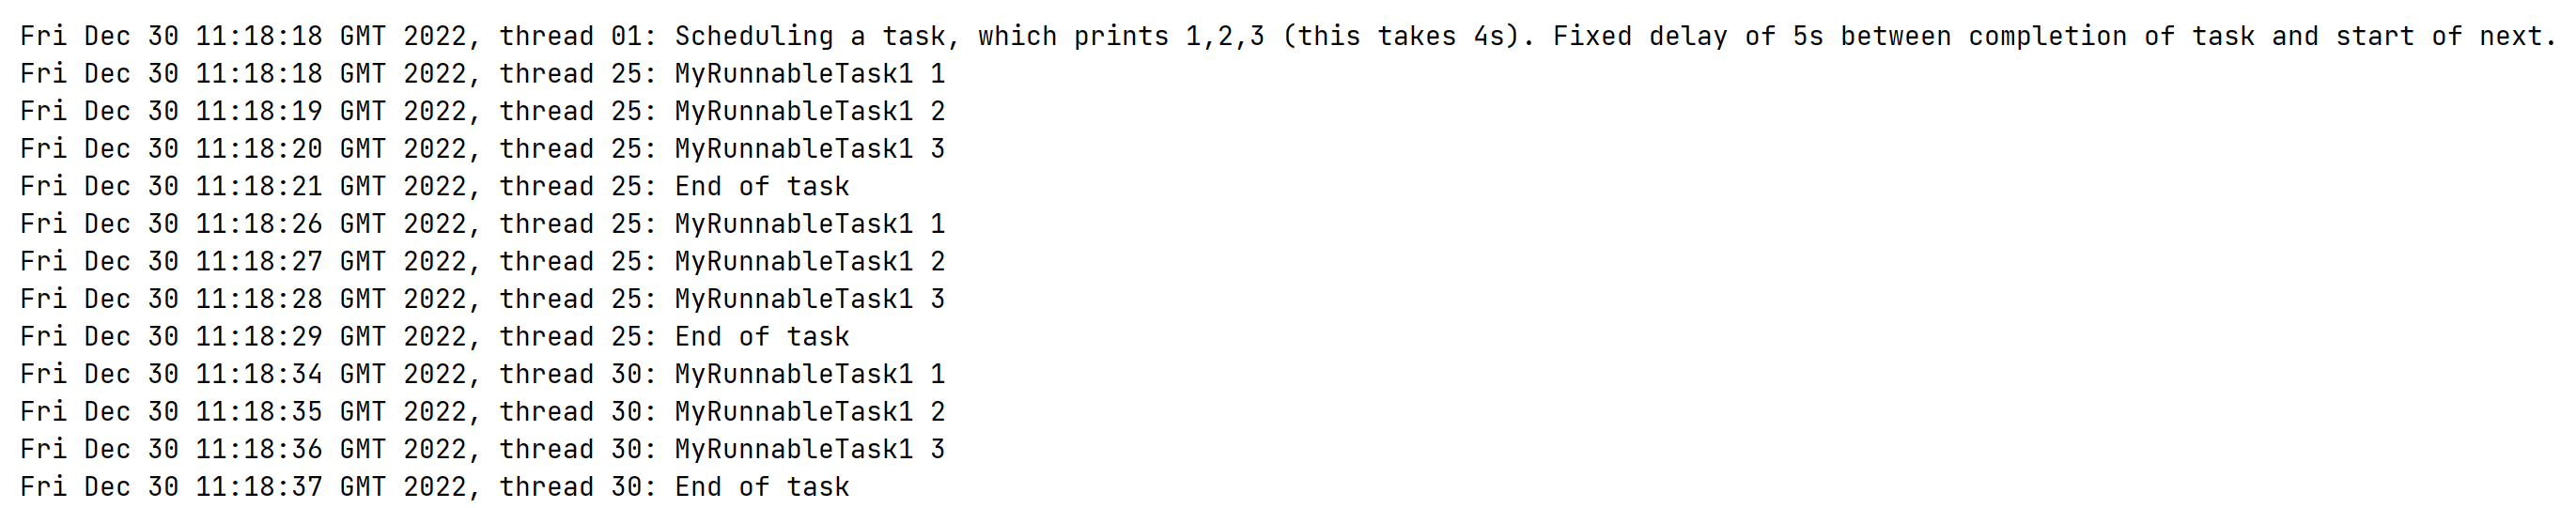 Fri Dec 30 11:18:18 GMT 2022, thread 01: Scheduling a task, which prints 1,2,3 (this takes 4s). Fixed delay of 5s between completion of task and start of next.
Fri Dec 30 11:18:18 GMT 2022, thread 25: MyRunnableTask1 1
Fri Dec 30 11:18:19 GMT 2022, thread 25: MyRunnableTask1 2
Fri Dec 30 11:18:20 GMT 2022, thread 25: MyRunnableTask1 3
Fri Dec 30 11:18:21 GMT 2022, thread 25: End of task
Fri Dec 30 11:18:26 GMT 2022, thread 25: MyRunnableTask1 1
Fri Dec 30 11:18:27 GMT 2022, thread 25: MyRunnableTask1 2
Fri Dec 30 11:18:28 GMT 2022, thread 25: MyRunnableTask1 3
Fri Dec 30 11:18:29 GMT 2022, thread 25: End of task
Fri Dec 30 11:18:34 GMT 2022, thread 30: MyRunnableTask1 1
Fri Dec 30 11:18:35 GMT 2022, thread 30: MyRunnableTask1 2
Fri Dec 30 11:18:36 GMT 2022, thread 30: MyRunnableTask1 3
Fri Dec 30 11:18:37 GMT 2022, thread 30: End of task